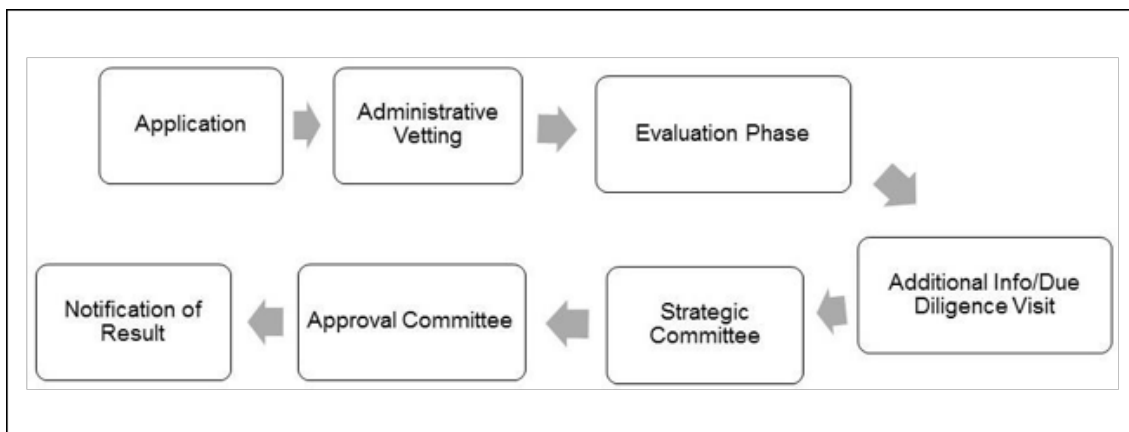 Application
Administrative
Vetting
Evaluation Phase
Additional Info/Due
Diligence Visit
Strategic
Committee
Approval Committee
Notification of
Result